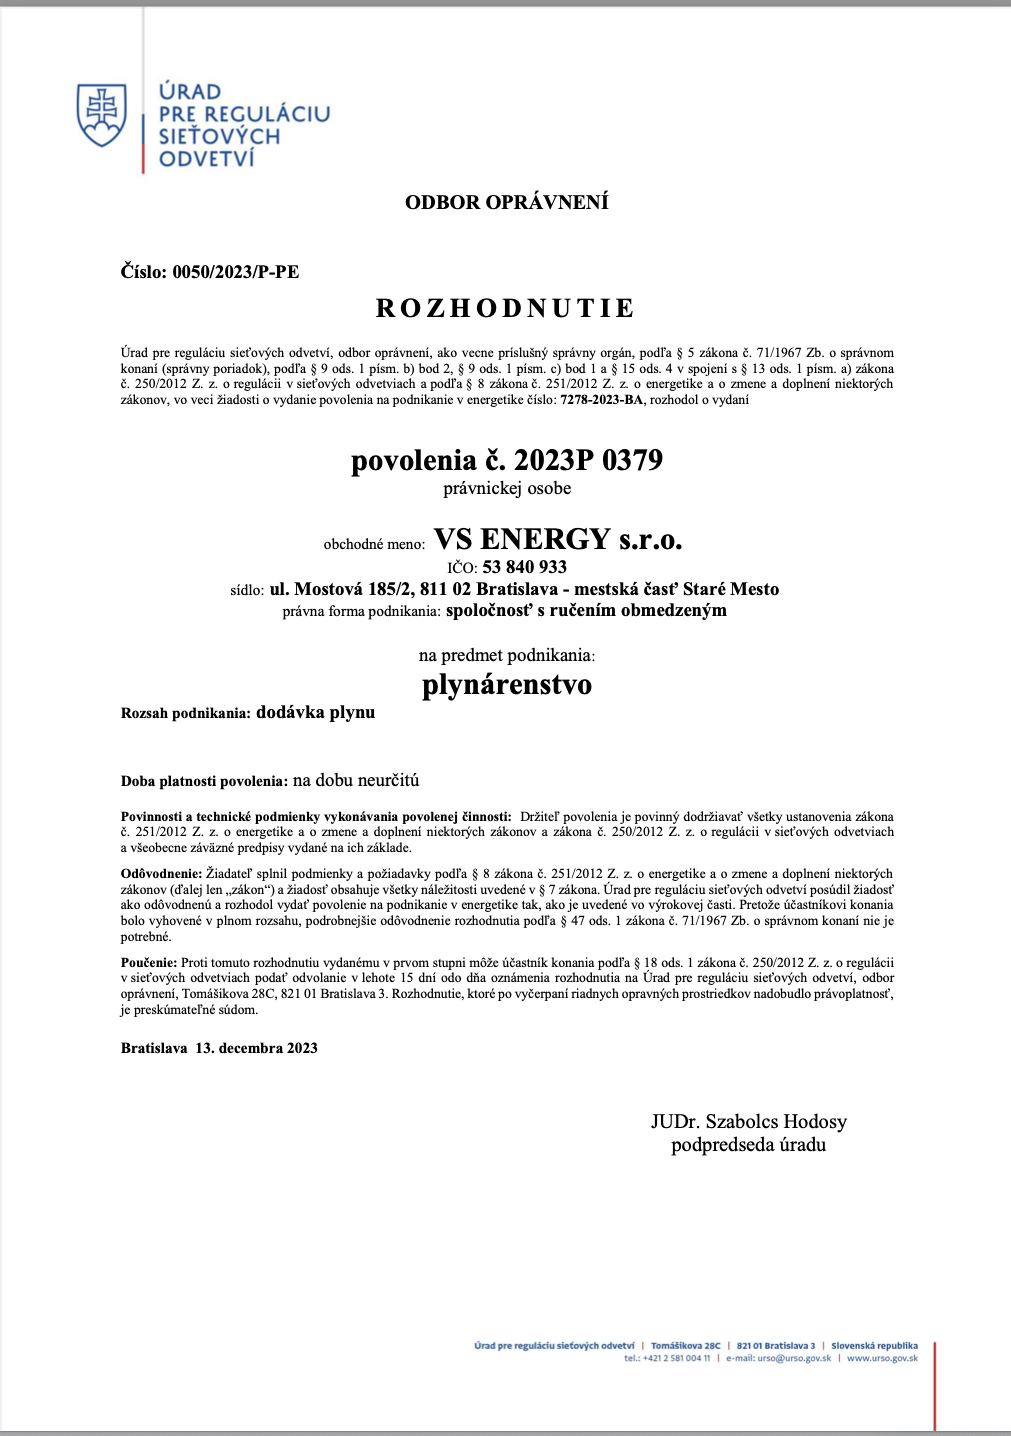 ÚRAD
PRE REGULÁCIU
SIEŤOVÝCH
ODVETVÍ
ODBOR OPRÁVNENÍ
Číslo: 0050/2023/P-PE
ROZHODNUTIE
Úrad pre reguláciu sieťových odvetví, odbor oprávnení, ako vecne príslušný správny orgán, podľa § 5 zákona č. 71/1967 Zb. o správnom
konaní (správny poriadok), podľa § 9 ods. 1 písm. b) bod 2, § 9 ods. 1 písm. c) bod 1 a § 15 ods. 4 v spojení s § 13 ods. 1 písm. a) zákona
č. 250/2012 Z. z. o regulácii v sieťových odvetviach a podľa § 8 zákona č. 251/2012 Z. z. o energetike a o zmene a doplnení niektorých
zákonov, vo veci žiadosti o vydanie povolenia na podnikanie v energetike číslo: 7278-2023-BA, rozhodol o vydaní
povolenia č. 2023P 0379
právnickej osobe
obchodné meno: VS ENERGY s.r.o.
IČO: 53 840 933
sídlo: ul. Mostová 185/2, 811 02 Bratislava - mestská časť Staré Mesto
právna forma podnikania: spoločnosť s ručením obmedzeným
na predmet podnikania:
plynárenstvo
Rozsah podnikania: dodávka plynu
Doba platnosti povolenia: na dobu neurčitú
Povinnosti a technické podmienky vykonávania povolenej činnosti: Držiteľ povolenia je povinný dodržiavať všetky ustanovenia zákona
č. 251/2012 Z. z. o energetike a o zmene a doplnení niektorých zákonov a zákona č. 250/2012 Z. z. o regulácii v sieťových odvetviach
a všeobecne záväzné predpisy vydané na ich základe.
Odôvodnenie: Žiadateľ splnil podmienky a požiadavky podľa § 8 zákona č. 251/2012 Z. z. o energetike a o zmene a doplnení niektorých
zákonov (ďalej len „zákon“) a žiadosť obsahuje všetky náležitosti uvedené v § 7 zákona. Úrad pre reguláciu sieťových odvetví posúdil žiadosť
ako odôvodnenú a rozhodol vydať povolenie na podnikanie v energetike tak, ako je uvedené vo výrokovej časti. Pretože účastníkovi konania
bolo vyhovené v plnom rozsahu, podrobnejšie odôvodnenie rozhodnutia podľa § 47 ods. 1 zákona č. 71/1967 Zb. o správnom konaní nie je
potrebné.
Poučenie: Proti tomuto rozhodnutiu vydanému v prvom stupni môže účastník konania podľa § 18 ods. 1 zákona č. 250/2012 Z. z. o regulácii
v sieťových odvetviach podať odvolanie v lehote 15 dní odo dňa oznámenia rozhodnutia na Úrad pre reguláciu sieťových odvetví, odbor
oprávnení, Tomášikova 28C, 821 01 Bratislava 3. Rozhodnutie, ktoré po vyčerpaní riadnych opravných prostriedkov nadobudlo právoplatnosť,
je preskúmateľné súdom.
Bratislava 13. decembra 2023
JUDr. Szabolcs Hodosy
podpredseda úradu
Úrad pre reguláciu sieťových odvetví | Tomášikova 28C | 821 01 Bratislava 3 | Slovenská republika
tel.: +421 2 581 004 11 | e-mail: urso@urso.gov.sk | www.urso.gov.sk